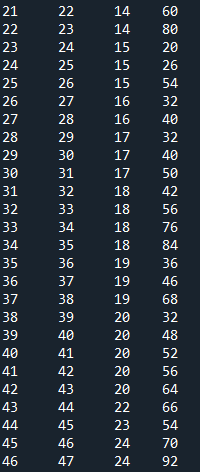 21 22 14 60
22 23 14 80
23 24 15 20
24 25 15 26
25 26 15 54
26 27 16 32
27 28 16 40
28 29 17 32
29 30 17 40
30 31 17 50
31 32 18 42
32 33 18 56
33 34 18 76
34 35 18 84
35 36 19 36
36 37 19 46
37 38 19 68
38 39 20 32
39 40 20 48
40 41 20 52
41 42 20 56
42 43 20 64
43 44 22 66
44 45 23 54
45 46 24 70
46 47 24 92